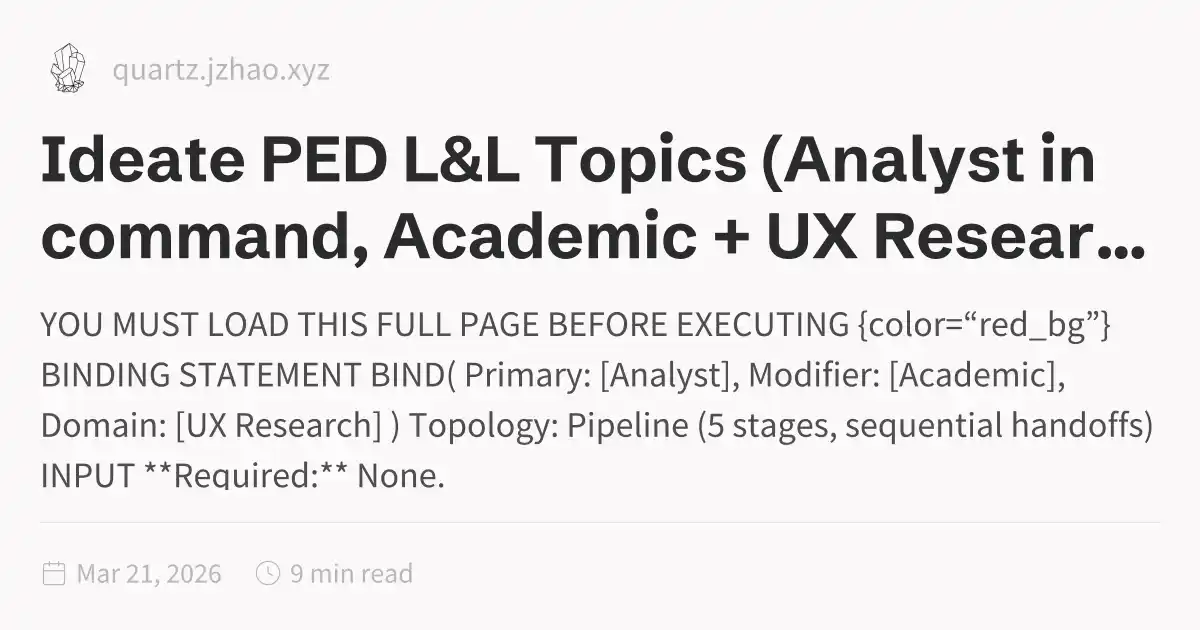 quartz.jzhao.xyz
Ideate PED L&L Topics (Analyst in
command, Academic + UX Resear...
YOU MUST LOAD THIS FULL PAGE BEFORE EXECUTING {color=“red_bg”}
BINDING STATEMENT BIND( Primary: [Analyst], Modifier: [Academic],
Domain: [UX Research] ) Topology: Pipeline (5 stages, sequential handoffs)
INPUT **Required:** None.
Mar 21, 2026 9 min read